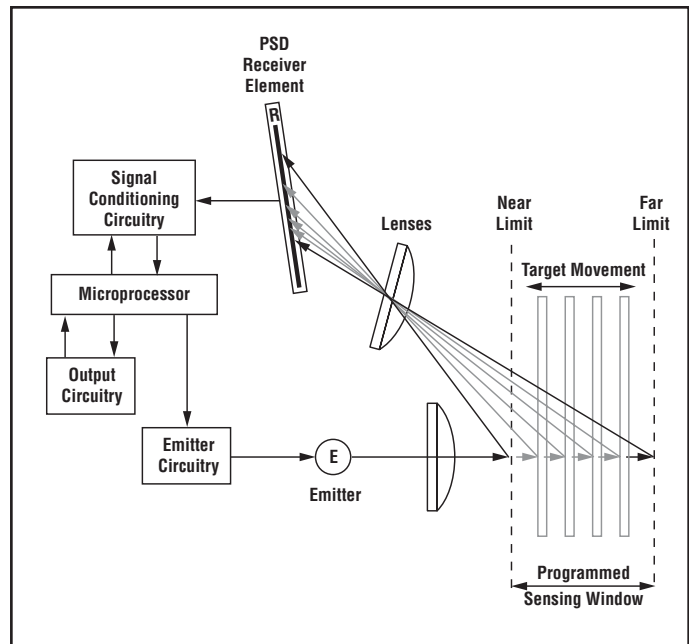 PSD
Receiver
Element
R
Signal
Conditioning
Circuitry
Lenses
Near
Limit
Far
Limit
Target Movement
Microprocessor
Output
Circuitry
Emitter
Circuitry
E
Emitter
Programmed
Sensing Window